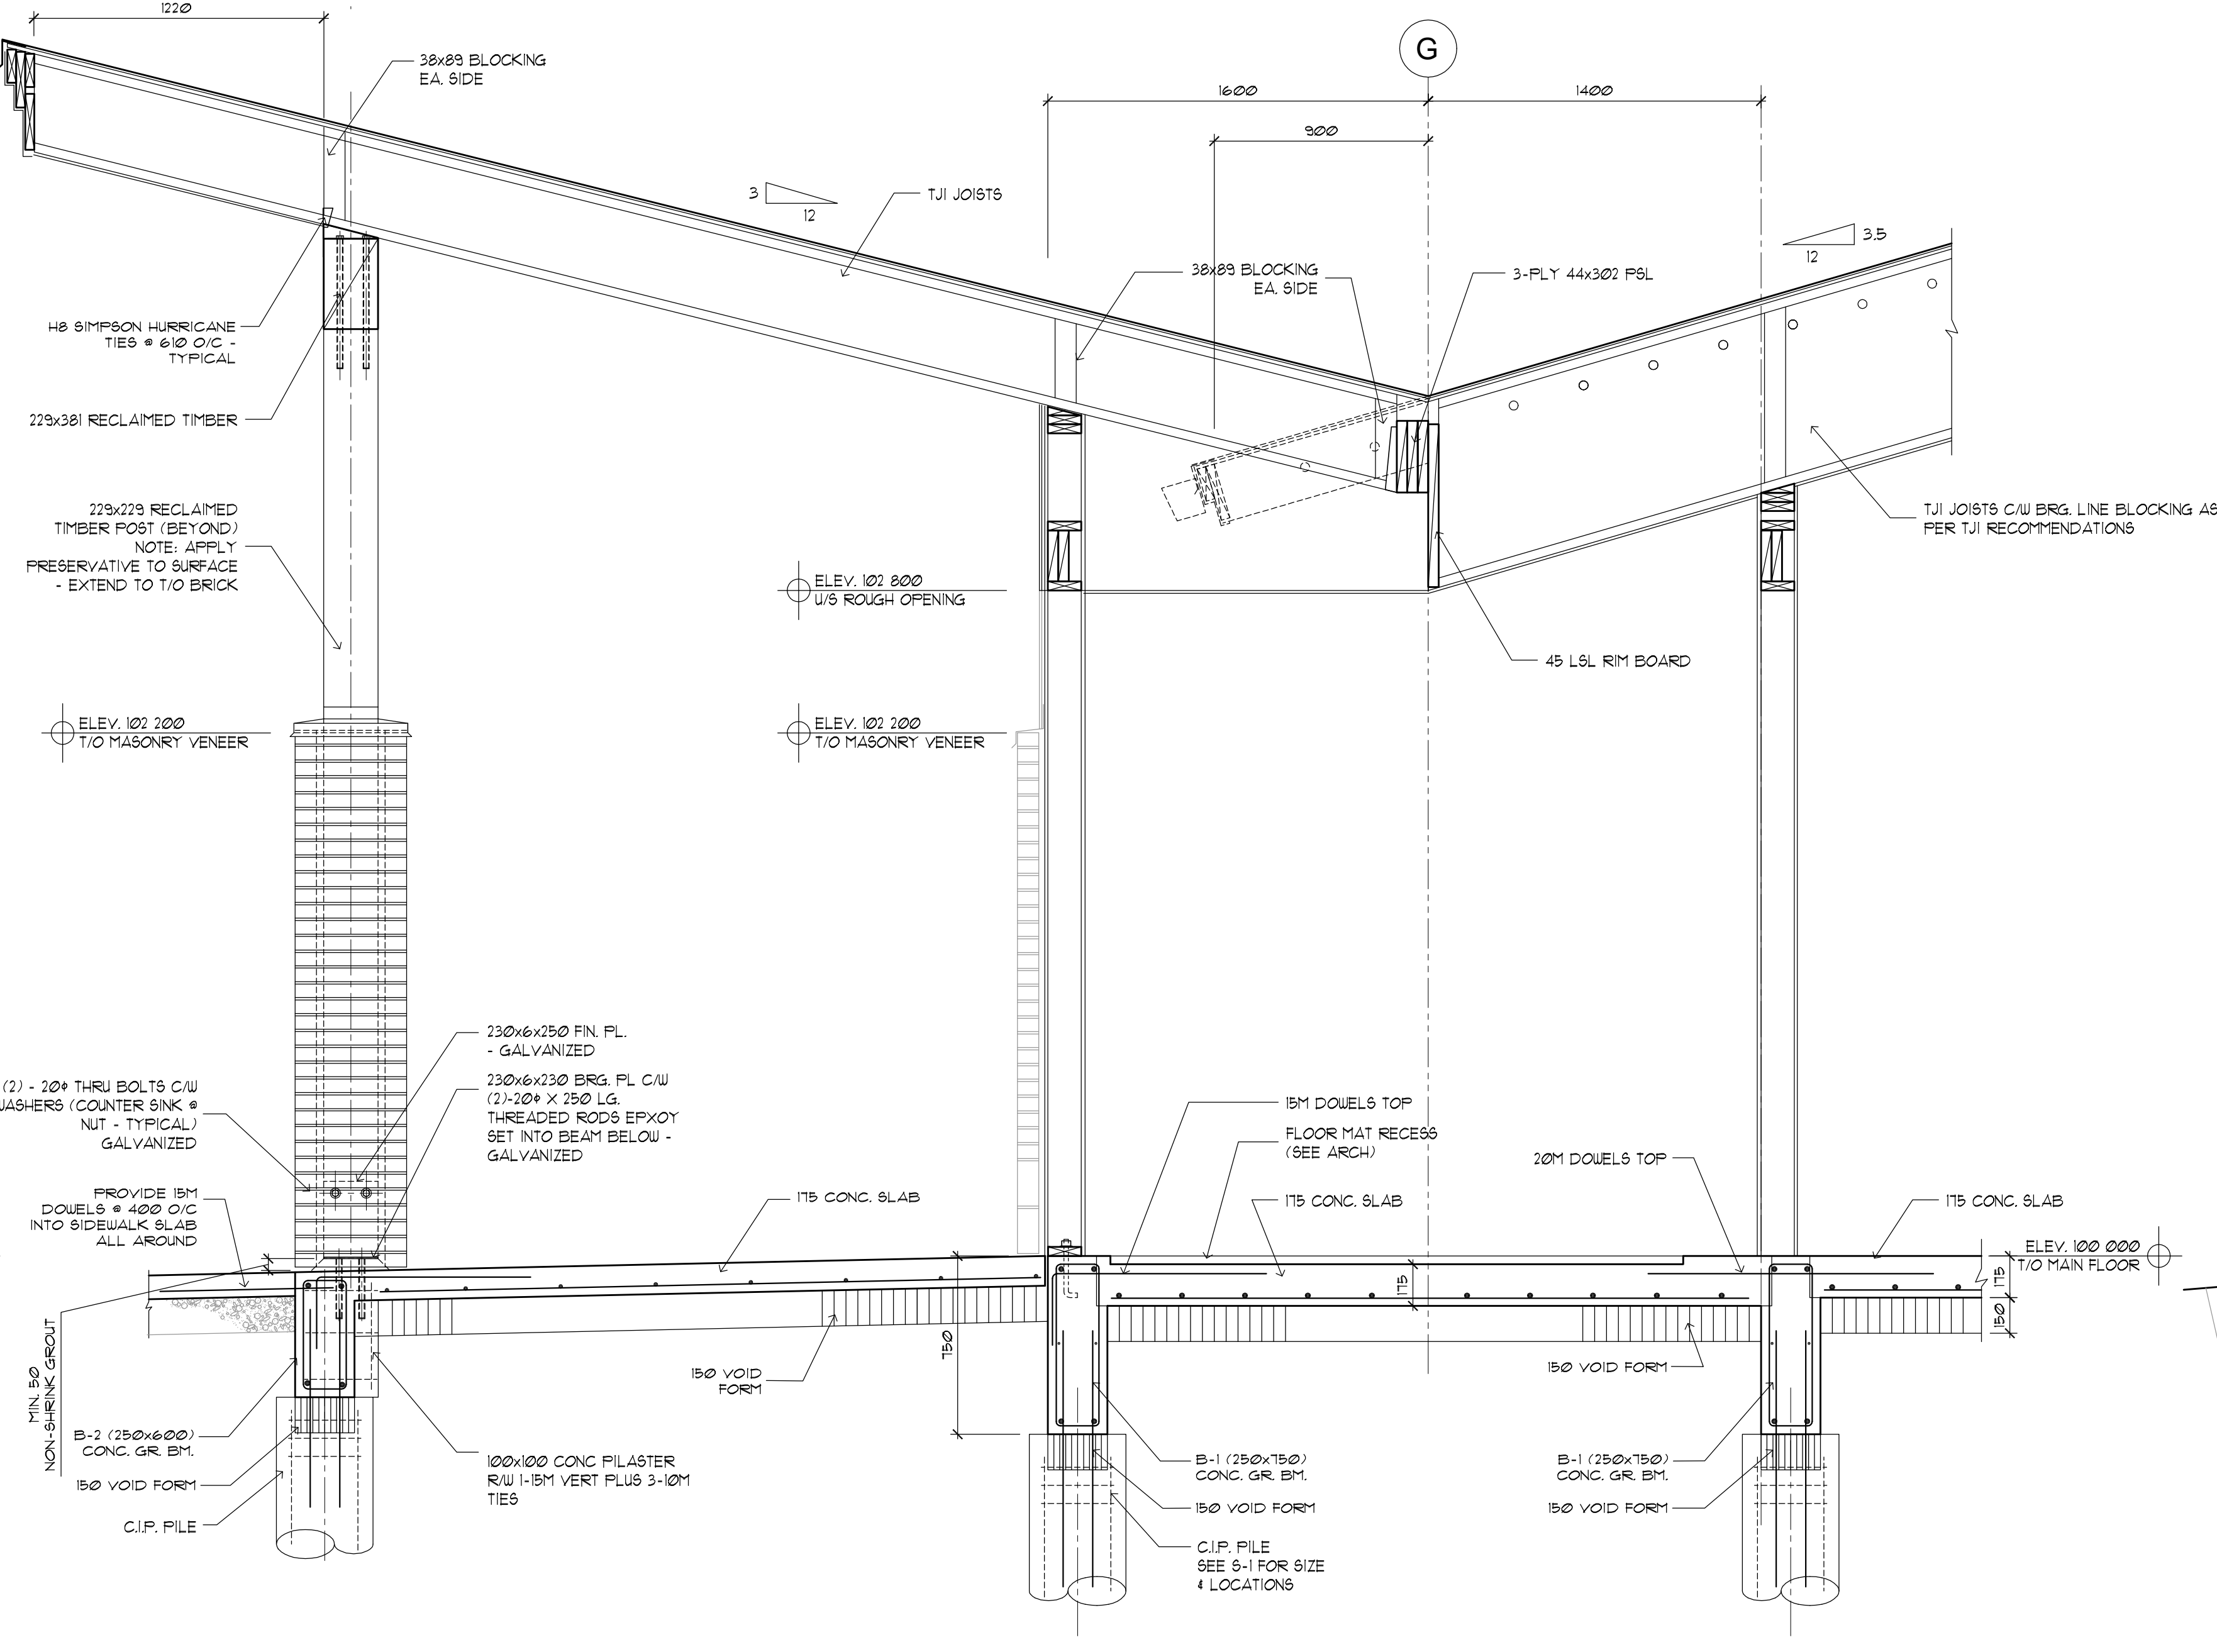 1220
38x89 BLOCKING
EA. SIDE
G
1600
1400
900
3
12
TJI JOISTS
3.5
12
38x89 BLOCKING
EA. SIDE
3-PLY 44x302 PSL
H8 SIMPSON HURRICANE
TIES @ 610 O/C -
TYPICAL
229x381 RECLAIMED TIMBER
229x229 RECLAIMED
TIMBER POST (BEYOND)
NOTE: APPLY
PRESERVATIVE TO SURFACE
- EXTEND TO T/O BRICK
TJI JOISTS C/W BRG. LINE BLOCKING AS
PER TJI RECOMMENDATIONS
ELEV. 102 800
U/S ROUGH OPENING
45 LSL RIM BOARD
ELEV. 102 200
T/O MASONRY VENEER
ELEV. 102 200
T/O MASONRY VENEER
230x6x250 FIN. PL.
- GALVANIZED
230x6x230 BRG. PL C/W
(2)-20ϕ X 250 LG.
THREADED RODS EPXOY
SET INTO BEAM BELOW -
GALVANIZED
(2) - 20ϕ THRU BOLTS C/W
WASHERS (COUNTER SINK @
NUT - TYPICAL)
GALVANIZED
PROVIDE 15M
DOWELS @ 400 O/C
INTO SIDEWALK SLAB
ALL AROUND
175 CONC. SLAB
15M DOWELS TOP
FLOOR MAT RECESS
(SEE ARCH)
175 CONC. SLAB
20M DOWELS TOP
175 CONC. SLAB
ELEV. 100 000
T/O MAIN FLOOR
175
175
150
750
MIN. 50
NON-SHRINK GROUT
150 VOID
FORM
150 VOID FORM
B-2 (250x600)
CONC. GR. BM.
150 VOID FORM
C.I.P. PILE
100x100 CONC PILASTER
R/W 1-15M VERT PLUS 3-10M
TIES
B-1 (250x750)
CONC. GR. BM.
150 VOID FORM
C.I.P. PILE
SEE S-1 FOR SIZE
& LOCATIONS
B-1 (250x750)
CONC. GR. BM.
150 VOID FORM